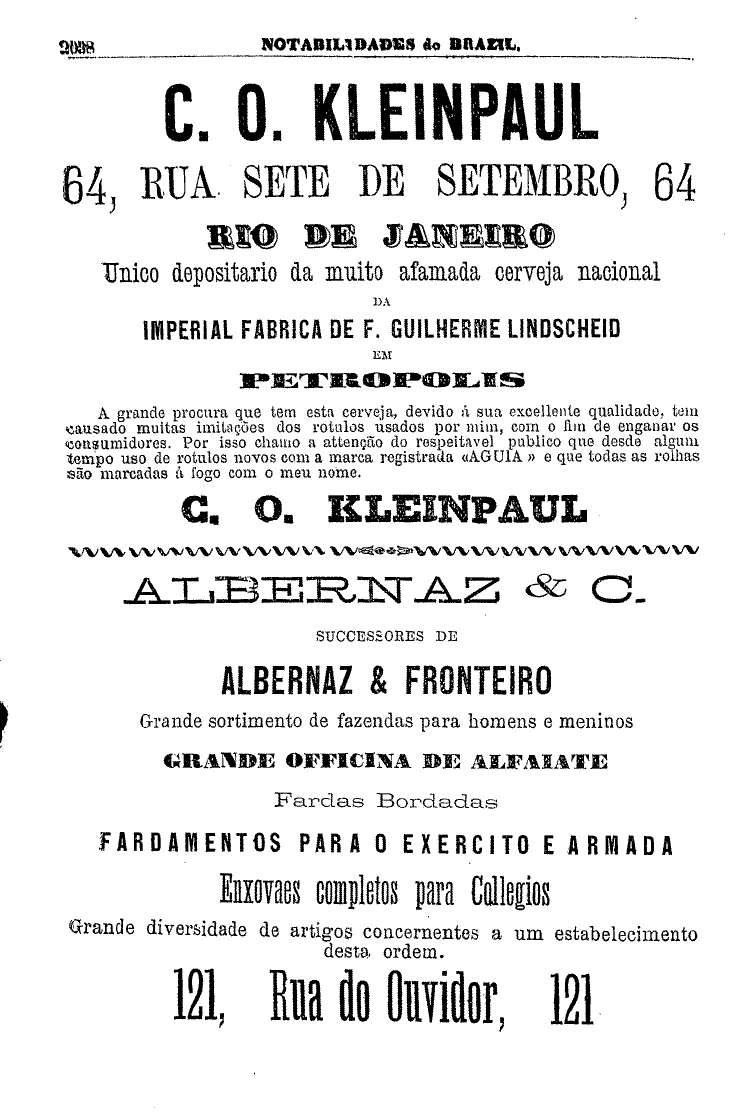 NOTABILIDADES do BRAZIL.
C. O. KLEINPAUL
64, RUA SETE DE SETEMBRO, 64
RIO DE JANEIRO
Unico depositario da muito afamada cerveja nacional
DA
IMPERIAL FABRICA DE F. GUILHERME LINDSCHEID
EM
PETROPOLIS
A grande procura que tem esta cerveja, devido á sua excellente qualidade, tem
causado muitas imitações dos rotulos usados por mim, com o fim de enganar os
consumidores. Por isso chamo a attenção do respeitavel publico que desde algum
tempo uso de rotulos novos com a marca registrada «AGUIA» e que todas as rolhas
são marcadas á fogo com o meu nome.
C. O. KLEINPAUL
ALBERNAZ & C.
SUCCESSORES DE
ALBERNAZ & FRONTEIRO
Grande sortimento de fazendas para homens e meninos
GRANDE OFFICINA DE ALFAIATE
Fardas Bordadas
FARDAMENTOS PARA O EXERCITO E ARMADA
Enxovaes completos para Collegios
Grande diversidade de artigos concernentes a um estabelecimento
desta ordem.
121, Rua do Ouvidor, 121